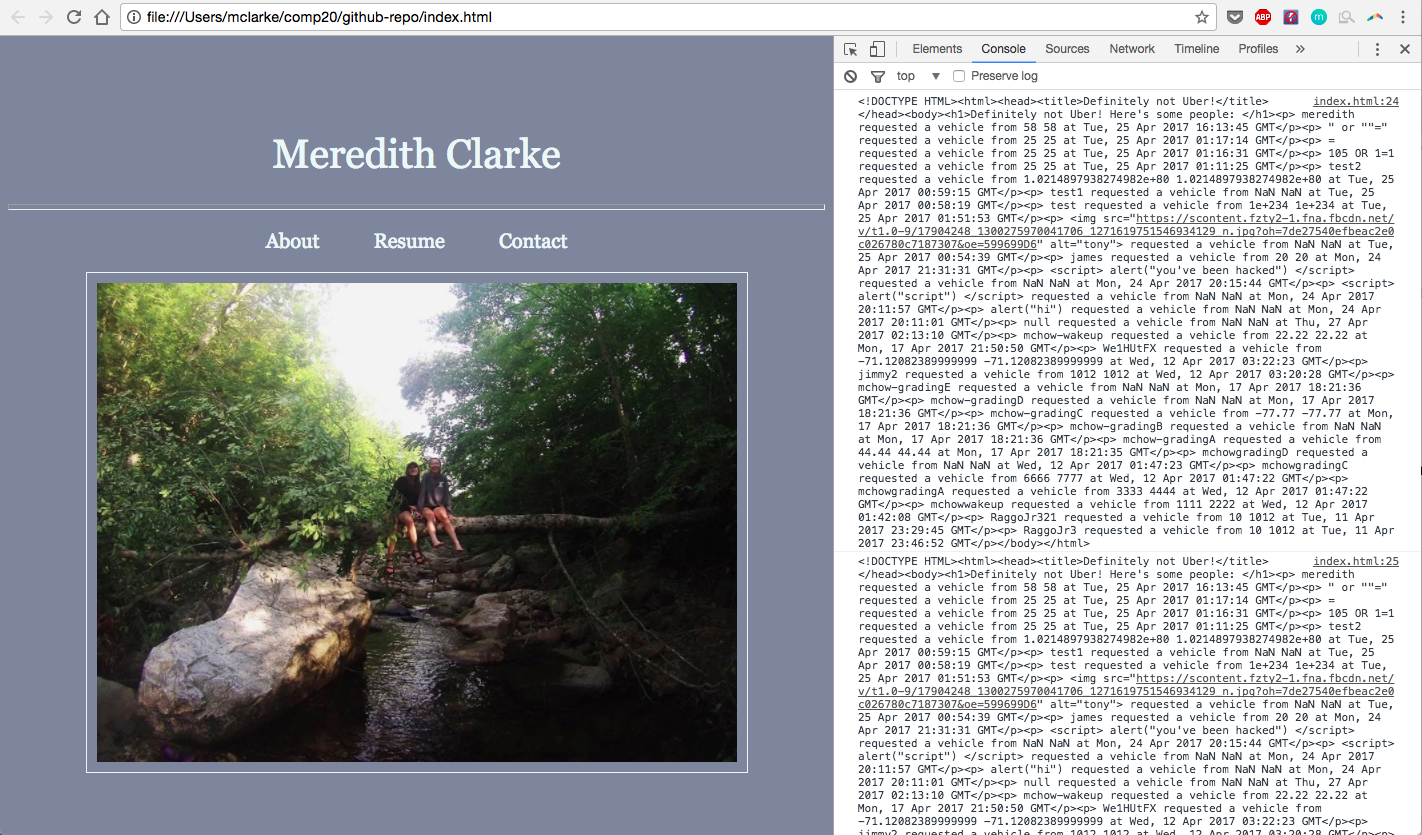 file:///Users/mclarke/comp20/github-repo/index.html
ABP
m
Elements Console Sources Network Timeline Profiles »
top ▼ Preserve log
Meredith Clarke
About Resume Contact
<!DOCTYPE HTML><html><head><title>Definitely not Uber!</title> index.html:24
</head><body><h1>Definitely not Uber! Here's some people: </h1><p> meredith
requested a vehicle from 58 58 at Tue, 25 Apr 2017 16:13:45 GMT</p><p> " or ""="
requested a vehicle from 25 25 at Tue, 25 Apr 2017 01:17:14 GMT</p><p> =
requested a vehicle from 25 25 at Tue, 25 Apr 2017 01:16:31 GMT</p><p> 105 OR 1=1
requested a vehicle from 25 25 at Tue, 25 Apr 2017 01:11:25 GMT</p><p> test2
requested a vehicle from 1.0214897938274982e+80 1.0214897938274982e+80 at Tue, 25
Apr 2017 00:59:15 GMT</p><p> test1 requested a vehicle from NaN NaN at Tue, 25
Apr 2017 00:58:19 GMT</p><p> test requested a vehicle from 1e+234 1e+234 at Tue,
25 Apr 2017 01:51:53 GMT</p><p> <img src="https://scontent.fzty2-1.fna.fbcdn.net/
v/t1.0-9/17904248_1300275970041706_1271619751546934129_n.jpg?oh=7de27540efbeac2e0
c026780c7187307&oe=599699D6" alt="tony"> requested a vehicle from NaN NaN at Tue,
25 Apr 2017 00:54:39 GMT</p><p> james requested a vehicle from 20 20 at Mon, 24
Apr 2017 21:31:31 GMT</p><p> <script> alert("you've been hacked") </script>
requested a vehicle from NaN NaN at Mon, 24 Apr 2017 20:15:44 GMT</p><p> <script>
alert("script") </script> requested a vehicle from NaN NaN at Mon, 24 Apr 2017
20:11:57 GMT</p><p> alert("hi") requested a vehicle from NaN NaN at Mon, 24 Apr
2017 20:11:01 GMT</p><p> null requested a vehicle from NaN NaN at Thu, 27 Apr 2017
02:13:10 GMT</p><p> mchow-wakeup requested a vehicle from 22.22 22.22 at
Mon, 17 Apr 2017 21:50:50 GMT</p><p> We1HUtFX requested a vehicle from
-71.12082389999999 -71.12082389999999 at Wed, 12 Apr 2017 03:22:23 GMT</p><p>
jimmy2 requested a vehicle from 1012 1012 at Wed, 12 Apr 2017 03:20:28 GMT</p><p>
mchow-gradingE requested a vehicle from NaN NaN at Mon, 17 Apr 2017 18:21:36
GMT</p><p> mchow-gradingD requested a vehicle from NaN NaN at Mon, 17 Apr 2017
18:21:36 GMT</p><p> mchow-gradingC requested a vehicle from -77.77 -77.77 at Mon,
17 Apr 2017 18:21:36 GMT</p><p> mchow-gradingB requested a vehicle from NaN NaN
at Mon, 17 Apr 2017 18:21:36 GMT</p><p> mchow-gradingA requested a vehicle from
44.44 44.44 at Mon, 17 Apr 2017 18:21:35 GMT</p><p> mchowgradingD requested a
vehicle from NaN NaN at Wed, 12 Apr 2017 01:47:23 GMT</p><p> mchowgradingC
requested a vehicle from 6666 7777 at Wed, 12 Apr 2017 01:47:22 GMT</p><p>
mchowgradingA requested a vehicle from 3333 4444 at Wed, 12 Apr 2017 01:47:22
GMT</p><p> mchowwakeup requested a vehicle from 1111 2222 at Wed, 12 Apr 2017
01:42:08 GMT</p><p> RaggoJr321 requested a vehicle from 10 1012 at Tue, 11 Apr 2017
23:29:45 GMT</p><p> RaggoJr3 requested a vehicle from 10 1012 at Tue, 11 Apr
2017 23:46:52 GMT</p></body></html>
<!DOCTYPE HTML><html><head><title>Definitely not Uber!</title> index.html:25
</head><body><h1>Definitely not Uber! Here's some people: </h1><p> meredith
requested a vehicle from 58 58 at Tue, 25 Apr 2017 16:13:45 GMT</p><p> " or ""="
requested a vehicle from 25 25 at Tue, 25 Apr 2017 01:17:14 GMT</p><p> =
requested a vehicle from 25 25 at Tue, 25 Apr 2017 01:16:31 GMT</p><p> 105 OR 1=1
requested a vehicle from 25 25 at Tue, 25 Apr 2017 01:11:25 GMT</p><p> test2
requested a vehicle from 1.0214897938274982e+80 1.0214897938274982e+80 at Tue, 25
Apr 2017 00:59:15 GMT</p><p> test1 requested a vehicle from NaN NaN at Tue, 25
Apr 2017 00:58:19 GMT</p><p> test requested a vehicle from 1e+234 1e+234 at Tue,
25 Apr 2017 01:51:53 GMT</p><p> <img src="https://scontent.fzty2-1.fna.fbcdn.net/
v/t1.0-9/17904248_1300275970041706_1271619751546934129_n.jpg?oh=7de27540efbeac2e0
c026780c7187307&oe=599699D6" alt="tony"> requested a vehicle from NaN NaN at Tue,
25 Apr 2017 00:54:39 GMT</p><p> james requested a vehicle from 20 20 at Mon, 24
Apr 2017 21:31:31 GMT</p><p> <script> alert("you've been hacked") </script>
requested a vehicle from NaN NaN at Mon, 24 Apr 2017 20:15:44 GMT</p><p> <script>
alert("script") </script> requested a vehicle from NaN NaN at Mon, 24 Apr 2017
20:11:57 GMT</p><p> alert("hi") requested a vehicle from NaN NaN at Mon, 24 Apr
2017 20:11:01 GMT</p><p> null requested a vehicle from NaN NaN at Thu, 27 Apr 2017
02:13:10 GMT</p><p> mchow-wakeup requested a vehicle from 22.22 22.22 at
Mon, 17 Apr 2017 21:50:50 GMT</p><p> We1HUtFX requested a vehicle from
-71.12082389999999 -71.12082389999999 at Wed, 12 Apr 2017 03:22:23 GMT</p><p>
jimmy2 requested a vehicle from 1012 1012 at Wed, 12 Apr 2017 03:20:28 GMT</p><p>